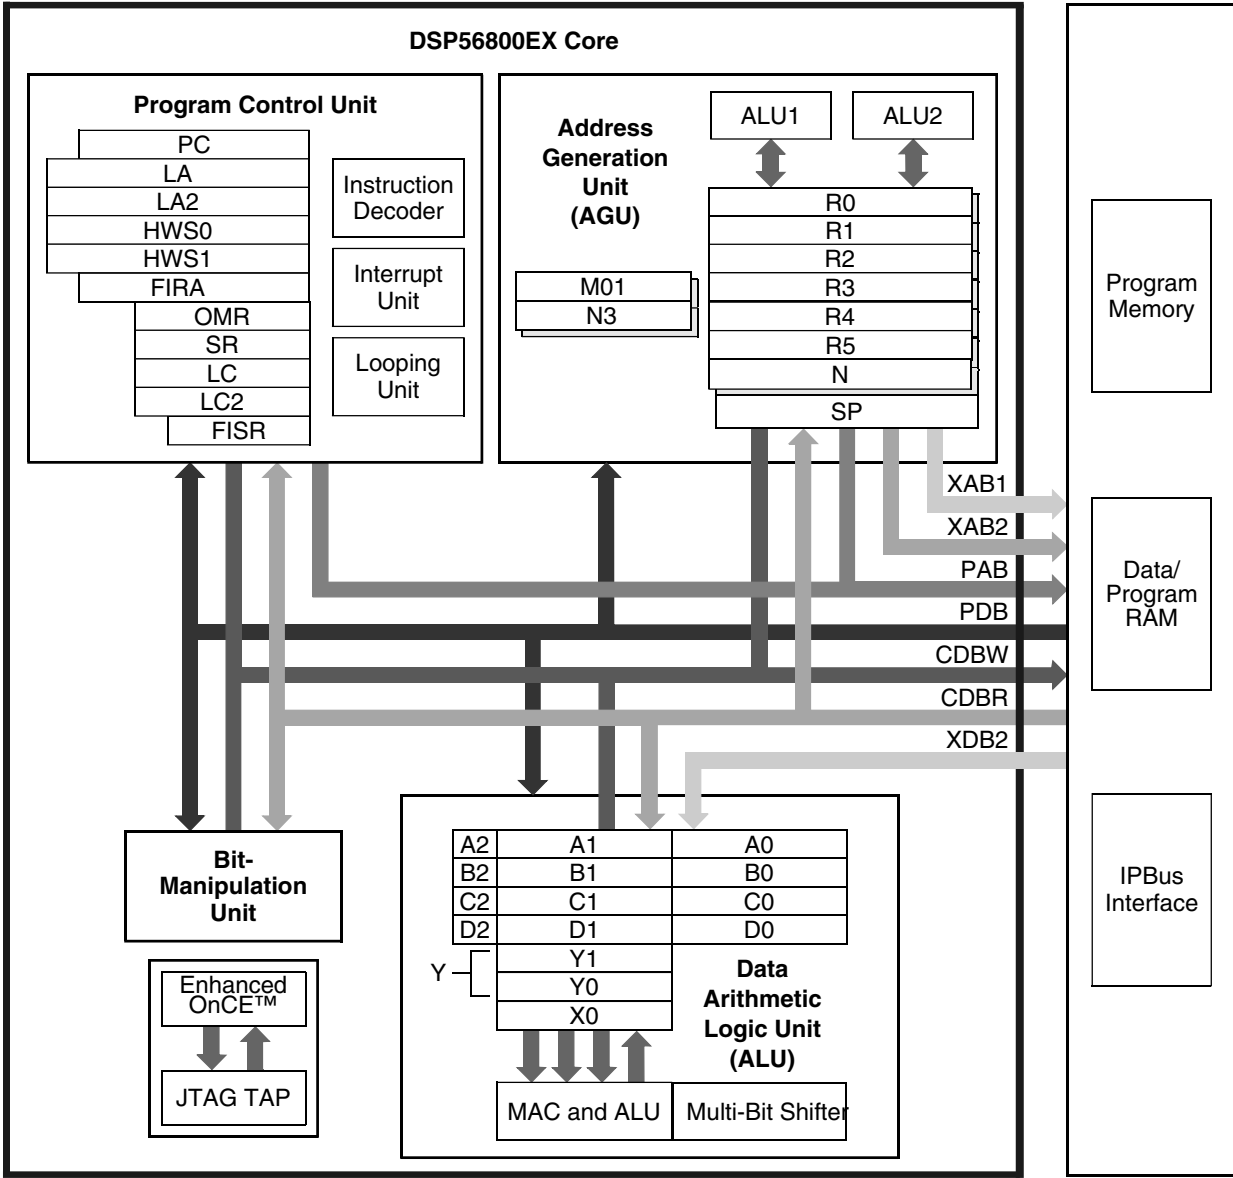 DSP56800EX Core
Program Control Unit
PC
LA
LA2
HWS0
HWS1
FIRA
OMR
SR
LC
LC2
FISR
Instruction
Decoder
Interrupt
Unit
Looping
Unit
Address
Generation
Unit
(AGU)
ALU1
ALU2
M01
N3
R0
R1
R2
R3
R4
R5
N
SP
Program
Memory
Data/
Program
RAM
IPBus
Interface
XAB1
XAB2
PAB
PDB
CDBW
CDBR
XDB2
Bit-
Manipulation
Unit
Enhanced
OnCE™
JTAG TAP
A2 A1 A0
B2 B1 B0
C2 C1 C0
D2 D1 D0
Y
Y1
Y0
X0
Data
Arithmetic
Logic Unit
(ALU)
MAC and ALU
Multi-Bit Shifter